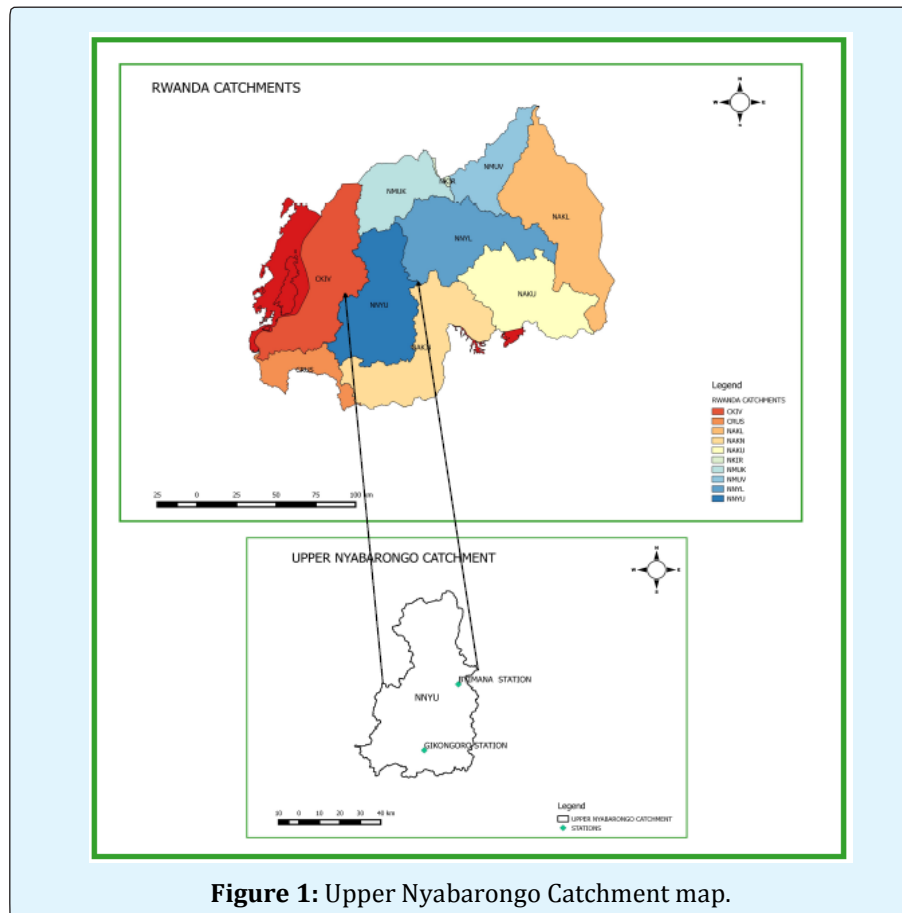 RWANDA CATCHMENTS
N
W E
S
NMUV
NKIR
NMUK
NAKL
NNYL
CKIV
NAKU
NNYU
CRUS
Legend
RWANDA CATCHMENTS
CKIV
CRUS
NAKL
NAKN
NAKU
NKIR
NMUK
NMUV
NNYL
NNYU
25 0 25 50 75 100 km
UPPER NYABARONGO CATCHMENT
N
W E
S
STATION
NNYU
GIKONGORO STATION
10 0 10 20 30 40 km
Legend
UPPER NYABARONGO CATCHMENT
STATIONS
Figure 1: Upper Nyabarongo Catchment map.